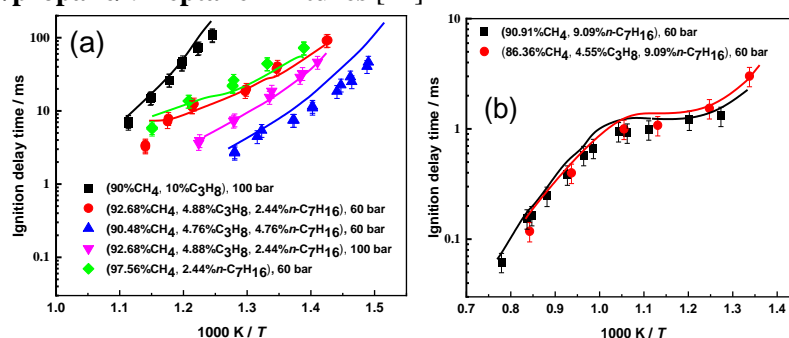 (a)
100
10
1
0.1
Ignition delay time / ms
(90%CH4, 10%C3H8), 100 bar
(92.68%CH4, 4.88%C3H8, 2.44%n-C7H16), 60 bar
(90.48%CH4, 4.76%C3H8, 4.76%n-C7H16), 60 bar
(92.68%CH4, 4.88%C3H8, 2.44%n-C7H16), 100 bar
(97.56%CH4, 2.44%n-C7H16), 60 bar
1.0 1.1 1.2 1.3 1.4 1.5
1000 K / T
(90.91%CH4, 9.09%n-C7H16), 60 bar
(86.36%CH4, 4.55%C3H8, 9.09%n-C7H16), 60 bar
(b)
10
1
0.1
Ignition delay time / ms
0.7 0.8 0.9 1.0 1.1 1.2 1.3 1.4
1000 K / T